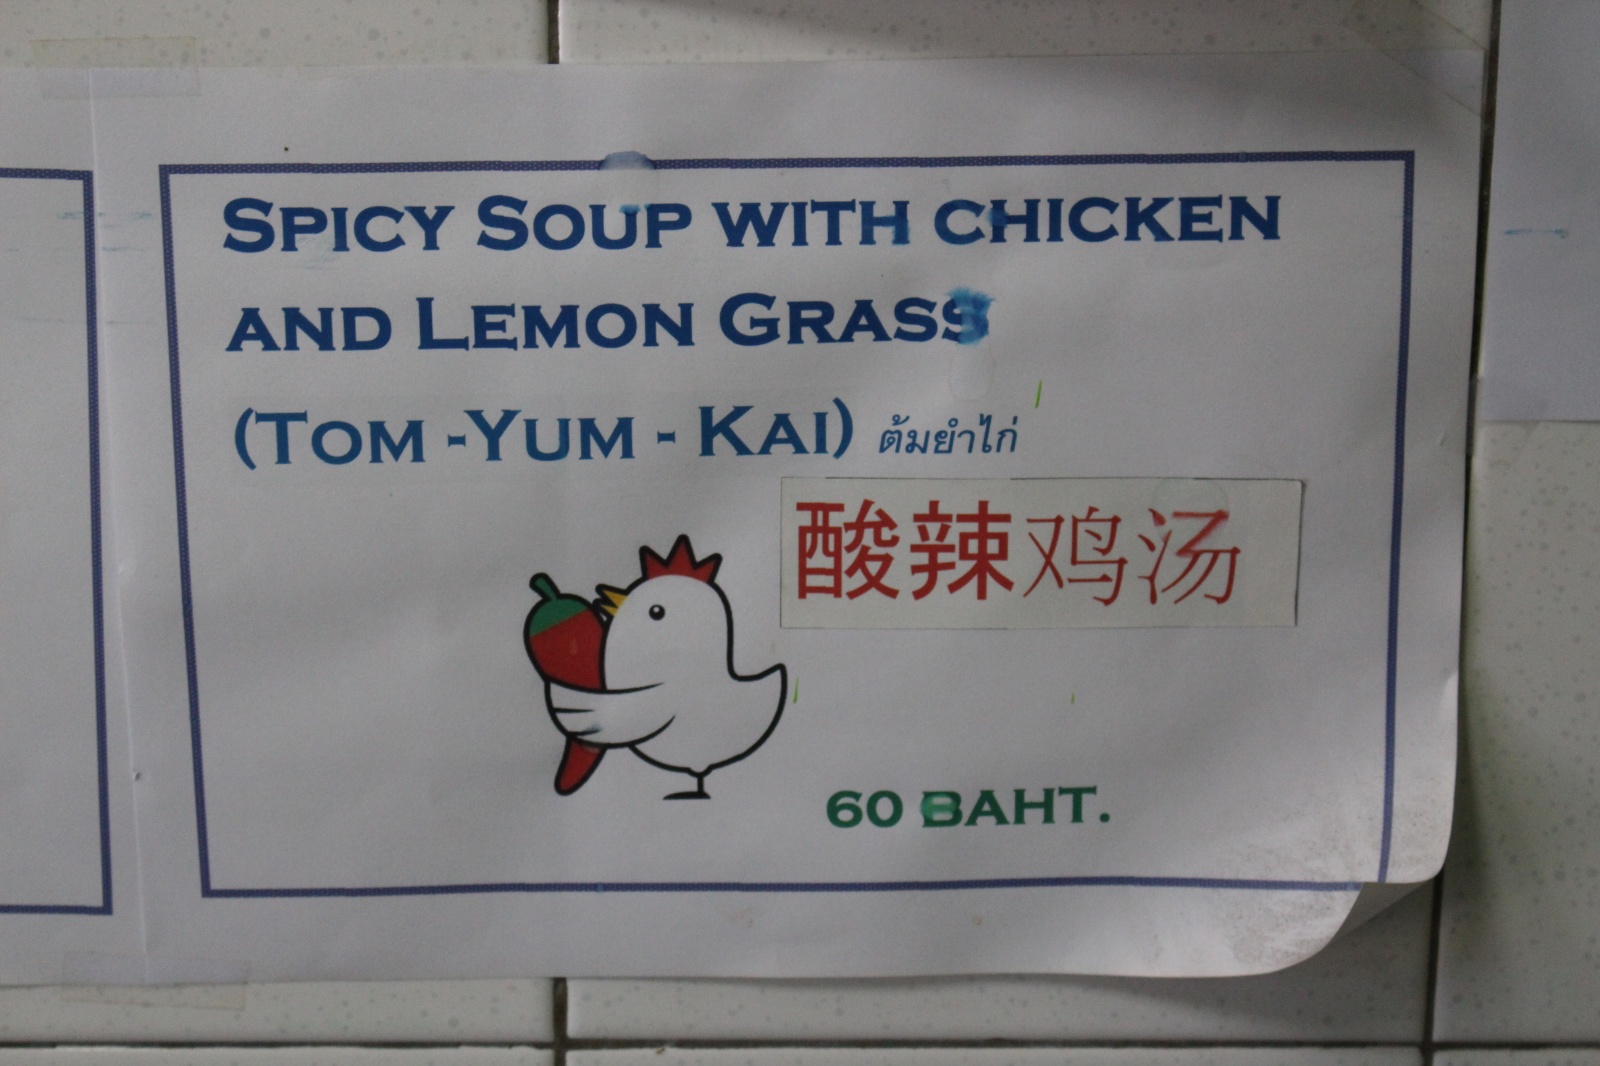 Spicy Soup with chicken
and Lemon Grass
(Tom -Yum - Kai) ต้มยำไก่
酸辣鸡汤
60 Baht.